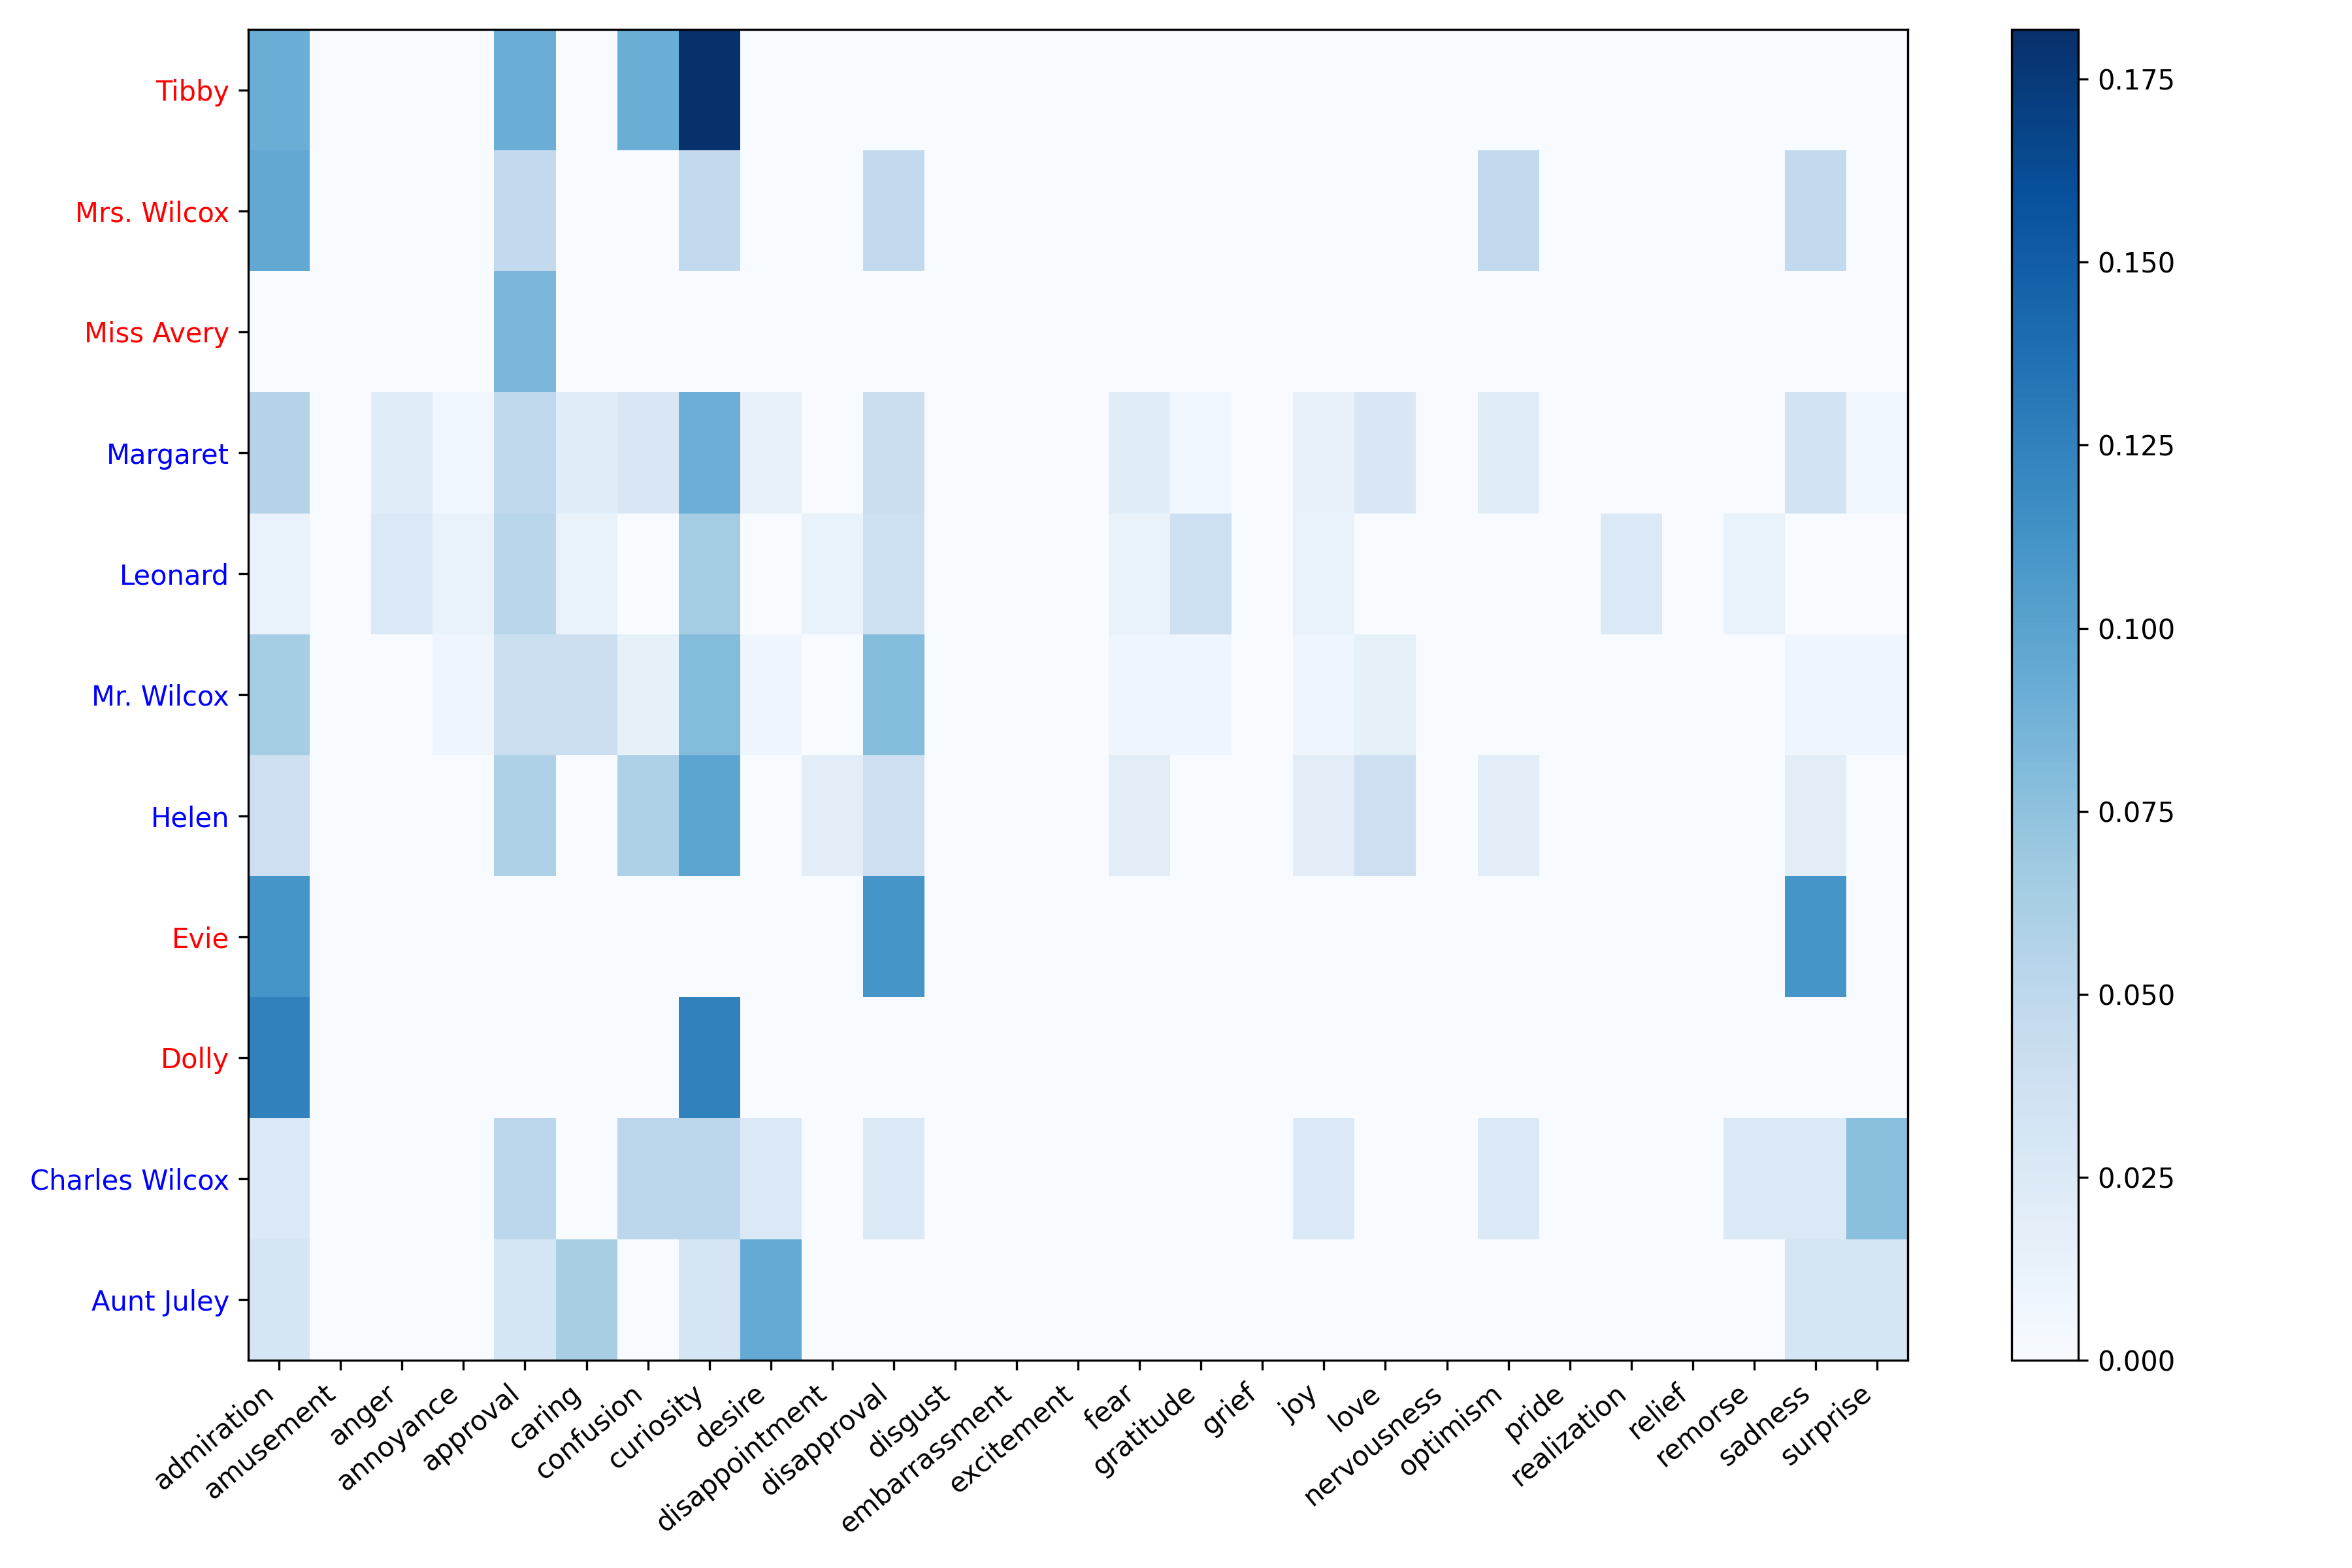 Tibby
Mrs. Wilcox
Miss Avery
Margaret
Leonard
Mr. Wilcox
Helen
Evie
Dolly
Charles Wilcox
Aunt Juley
admiration
amusement
anger
annoyance
approval
caring
confusion
curiosity
desire
disappointment
disapproval
disgust
embarrassment
excitement
fear
gratitude
grief
joy
love
nervousness
optimism
pride
realization
relief
remorse
sadness
surprise
0.175
0.150
0.125
0.100
0.075
0.050
0.025
0.000